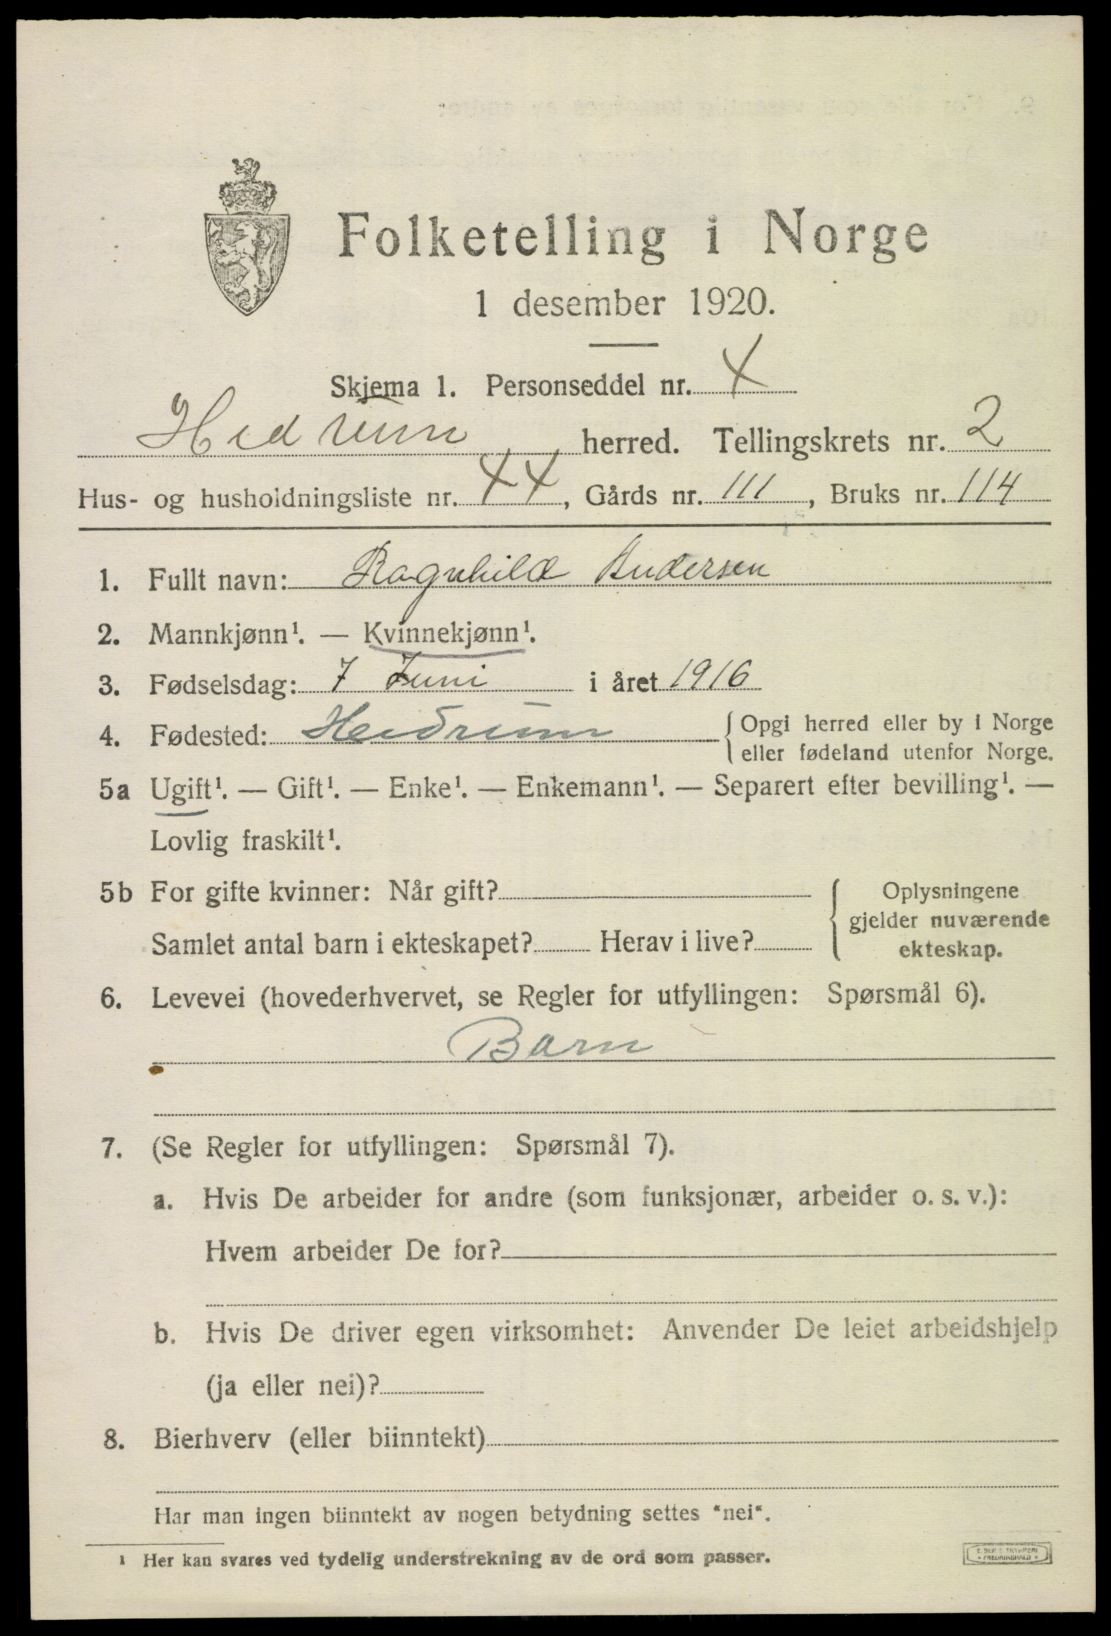 Folketelling i Norge
1 desember 1920.
Skjema 1. Personseddel nr. 4
Hedrum herred. Tellingskrets nr. 2
Hus- og husholdningsliste nr. 44, Gårds nr. 111, Bruks nr. 114
1. Fullt navn: Ragnhild Andersen
2. Mannkjønn¹. — Kvinnekjønn¹.
3. Fødselsdag: 7 Juni i året 1916
4. Fødested: Heidrum {Opgi herred eller by i Norge
eller fødeland utenfor Norge.
5a Ugift¹. — Gift¹. — Enke¹. — Enkemann¹. — Separert efter bevilling¹. —
Lovlig fraskilt¹.
5b For gifte kvinner: Når gift? { Oplysningene
gjelder nuværende
Samlet antal barn i ekteskapet? Herav i live? ekteskap.
6. Levevei (hovederhvervet, se Regler for utfyllingen: Spørsmål 6).
Barn
7. (Se Regler for utfyllingen: Spørsmål 7).
a. Hvis De arbeider for andre (som funksjonær, arbeider o. s. v.):
Hvem arbeider De for?
b. Hvis De driver egen virksomhet: Anvender De leiet arbeidshjelp
(ja eller nei)?
8. Bierhverv (eller biinntekt)
Har man ingen biinntekt av nogen betydning settes "nei".
¹ Her kan svares ved tydelig understrekning av de ord som passer.